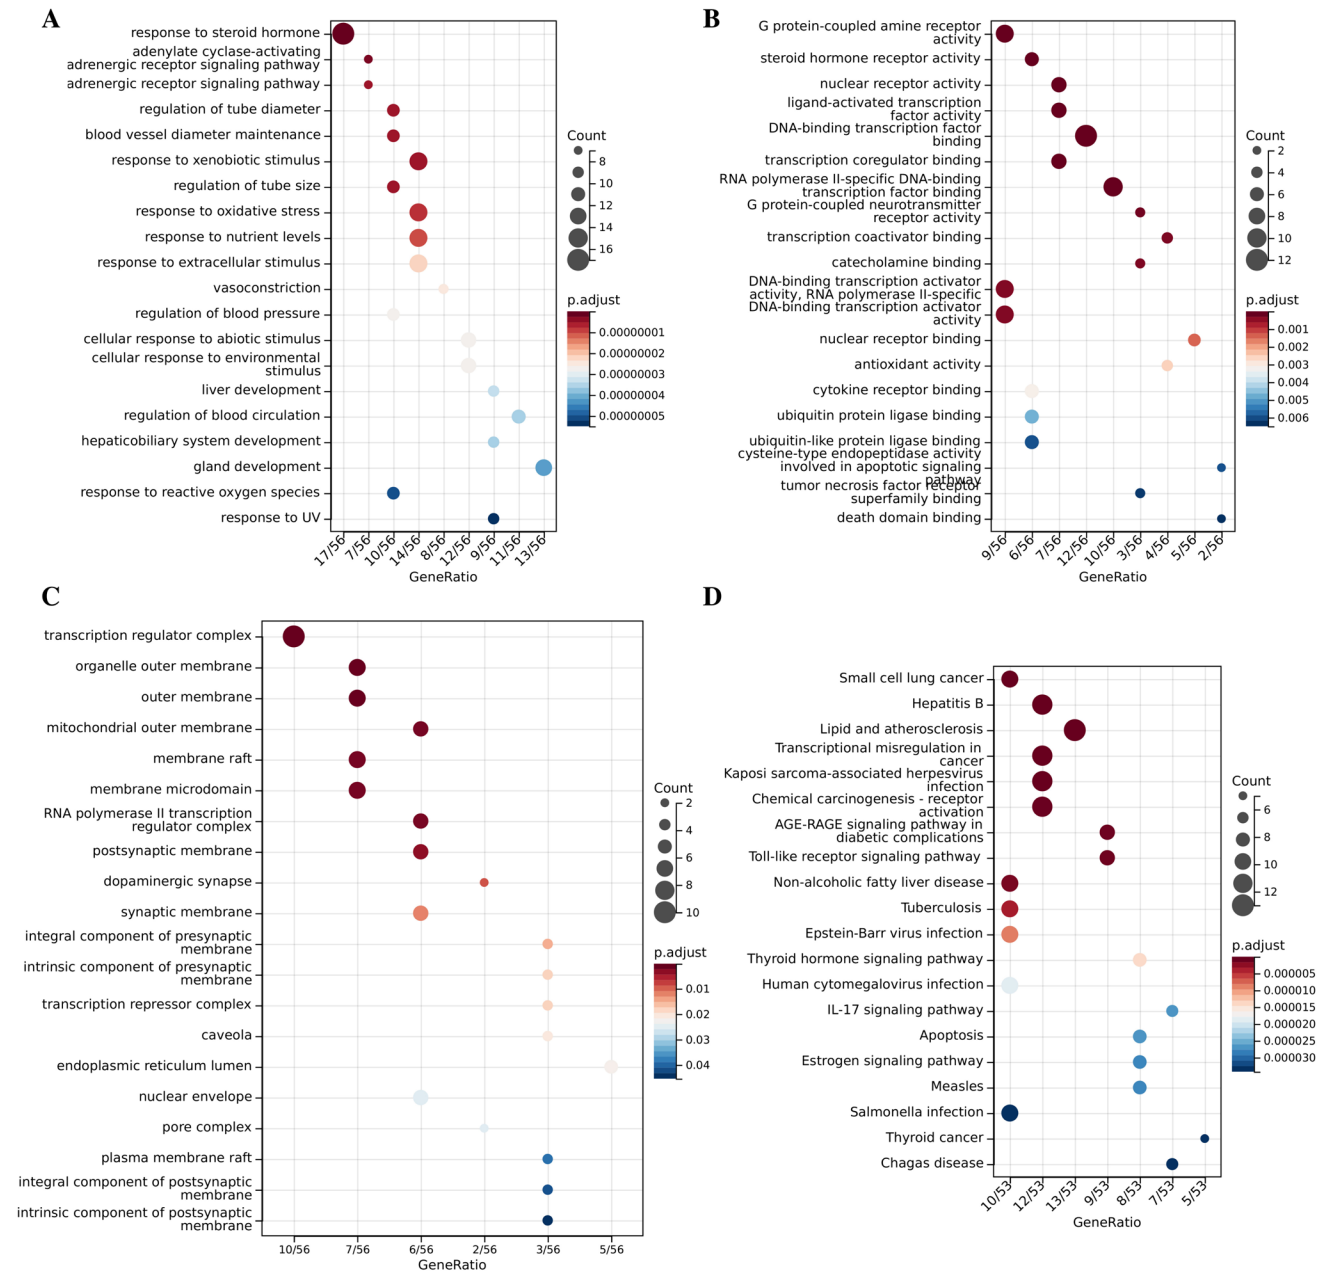 A
response to steroid hormone
adenylate cyclase-activating
adrenergic receptor signaling pathway
adrenergic receptor signaling pathway
regulation of tube diameter
blood vessel diameter maintenance
response to xenobiotic stimulus
regulation of tube size
response to oxidative stress
response to nutrient levels
response to extracellular stimulus
vasoconstriction
regulation of blood pressure
cellular response to abiotic stimulus
cellular response to environmental
stimulus
liver development
regulation of blood circulation
hepaticobiliary system development
gland development
response to reactive oxygen species
response to UV
17/56 7/56 10/56 14/56 8/56 12/56 9/56 11/56 13/56
GeneRatio
Count
8
10
12
14
16
p.adjust
0.00000001
0.00000002
0.00000003
0.00000004
0.00000005
B
G protein-coupled amine receptor
activity
steroid hormone receptor activity
nuclear receptor activity
ligand-activated transcription
factor activity
DNA-binding transcription factor
binding
transcription coregulator binding
RNA polymerase II-specific DNA-binding
transcription factor binding
G protein-coupled neurotransmitter
receptor activity
transcription coactivator binding
catecholamine binding
DNA-binding transcription activator
activity, RNA polymerase II-specific
DNA-binding transcription activator
activity
nuclear receptor binding
antioxidant activity
cytokine receptor binding
ubiquitin protein ligase binding
ubiquitin-like protein ligase binding
cysteine-type endopeptidase activity
involved in apoptotic signaling
pathway
tumor necrosis factor receptor
superfamily binding
death domain binding
9/56 6/56 7/56 12/56 10/56 3/56 4/56 5/56 2/56
GeneRatio
Count
2
4
6
8
10
12
p.adjust
0.001
0.002
0.003
0.004
0.005
0.006
C
transcription regulator complex
organelle outer membrane
outer membrane
mitochondrial outer membrane
membrane raft
membrane microdomain
RNA polymerase II transcription
regulator complex
postsynaptic membrane
dopaminergic synapse
synaptic membrane
integral component of presynaptic
membrane
intrinsic component of presynaptic
membrane
transcription repressor complex
caveola
endoplasmic reticulum lumen
nuclear envelope
pore complex
plasma membrane raft
integral component of postsynaptic
membrane
intrinsic component of postsynaptic
membrane
10/56 7/56 6/56 2/56 3/56 5/56
GeneRatio
Count
2
4
6
8
10
p.adjust
0.01
0.02
0.03
0.04
D
Small cell lung cancer
Hepatitis B
Lipid and atherosclerosis
Transcriptional misregulation in
cancer
Kaposi sarcoma-associated herpesvirus
infection
Chemical carcinogenesis - receptor
activation
AGE-RAGE signaling pathway in
diabetic complications
Toll-like receptor signaling pathway
Non-alcoholic fatty liver disease
Tuberculosis
Epstein-Barr virus infection
Thyroid hormone signaling pathway
Human cytomegalovirus infection
IL-17 signaling pathway
Apoptosis
Estrogen signaling pathway
Measles
Salmonella infection
Thyroid cancer
Chagas disease
10/53 12/53 13/53 9/53 8/53 7/53 5/53
GeneRatio
Count
6
8
10
12
p.adjust
0.000005
0.000010
0.000015
0.000020
0.000025
0.000030